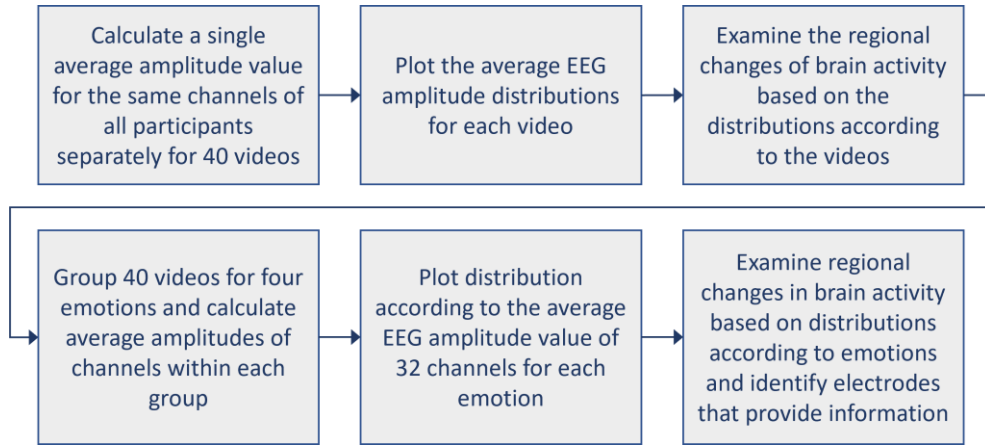 Calculate a single
average amplitude value
for the same channels of
all participants
separately for 40 videos
Plot the average EEG
amplitude distributions
for each video
Examine the regional
changes of brain activity
based on the
distributions according
to the videos
Group 40 videos for four
emotions and calculate
average amplitudes of
channels within each
group
Plot distribution
according to the average
EEG amplitude value of
32 channels for each
emotion
Examine regional
changes in brain activity
based on distributions
according to emotions
and identify electrodes
that provide information